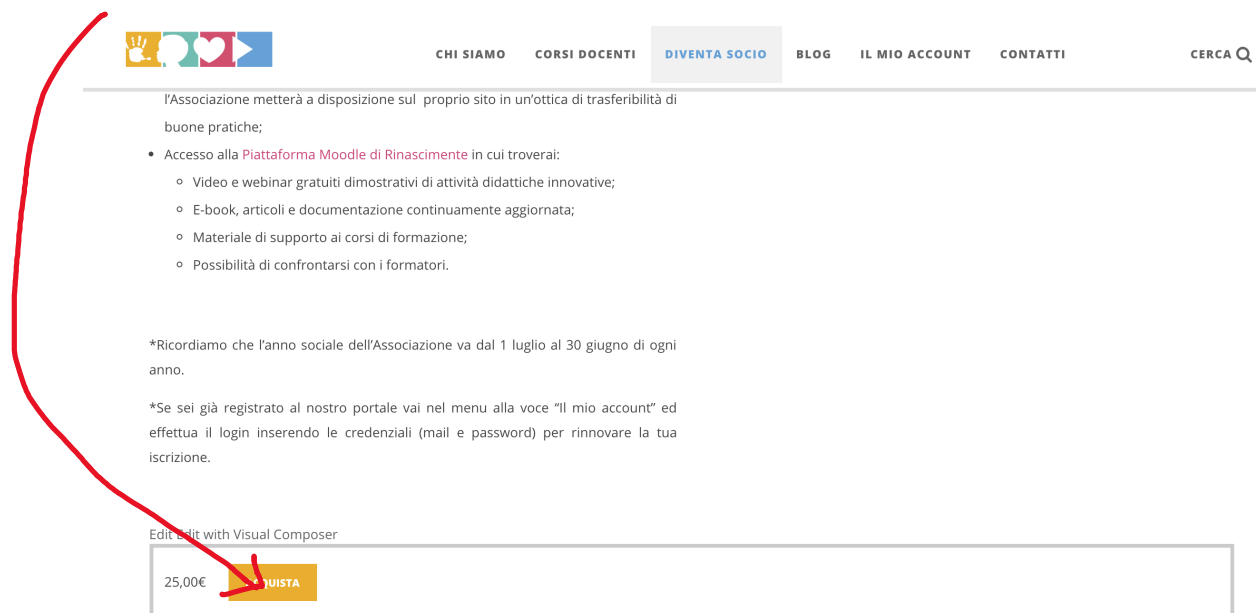 CHI SIAMO CORSI DOCENTI DIVENTA SOCIO BLOG IL MIO ACCOUNT CONTATTI CERCA
l'Associazione metterà a disposizione sul proprio sito in un'ottica di trasferibilità di
buone pratiche;
Accesso alla Piattaforma Moodle di Rinascimente in cui troverai:
Video e webinar gratuiti dimostrativi di attività didattiche innovative;
E-book, articoli e documentazione continuamente aggiornata;
Materiale di supporto ai corsi di formazione;
Possibilità di confrontarsi con i formatori.
*Ricordiamo che l'anno sociale dell'Associazione va dal 1 luglio al 30 giugno di ogni
anno.
*Se sei già registrato al nostro portale vai nel menu alla voce “Il mio account” ed
effettua il login inserendo le credenziali (mail e password) per rinnovare la tua
iscrizione.
Edit Edit with Visual Composer
25,00€ ACQUISTA